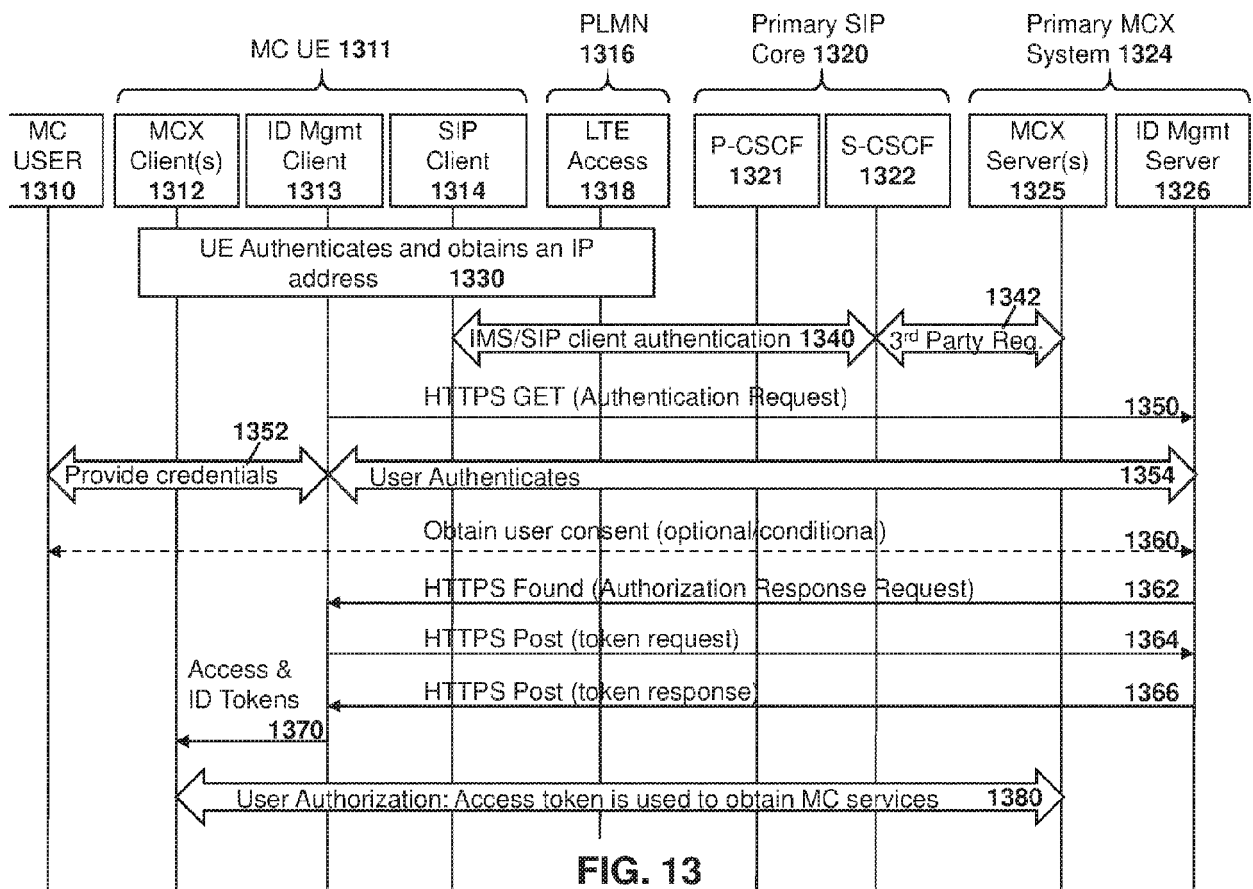 MC UE 1311
PLMN
1316
Primary SIP
Core 1320
Primary MCX
System 1324
MC
USER
1310
MCX
Client(s)
1312
ID Mgmt
Client
1313
SIP
Client
1314
LTE
Access
1318
P-CSCF
1321
S-CSCF
1322
MCX
Server(s)
1325
ID Mgmt
Server
1326
UE Authenticates and obtains an IP
address 1330
1342
IMS/SIP client authentication 1340
3rd Party Reg.
HTTPS GET (Authentication Request)
1350
1352
Provide credentials
User Authenticates
1354
Obtain user consent (optional/conditional)
1360
HTTPS Found (Authorization Response Request)
1362
HTTPS Post (token request)
1364
Access &
ID Tokens
1370
HTTPS Post (token response)
1366
User Authorization: Access token is used to obtain MC services 1380
FIG. 13